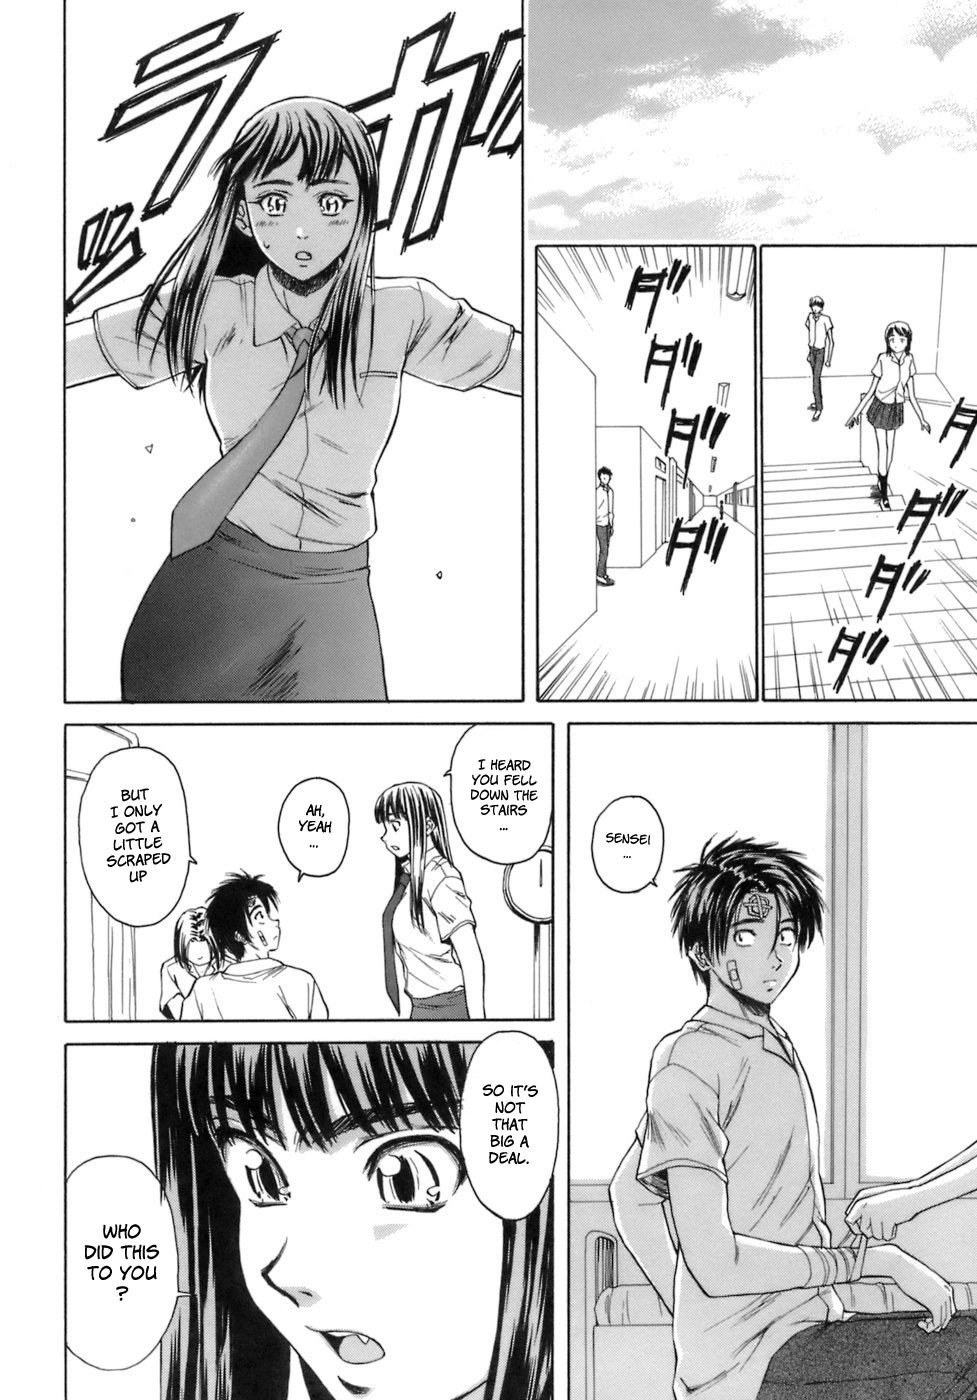 ダダダダ
ダダダダ
ガラッ
SENSEI
...
I HEARD
YOU FELL
DOWN THE
STAIRS
...
AH,
YEAH
...
BUT
I ONLY
GOT A
LITTLE
SCRAPED
UP
SO IT'S
NOT
THAT
BIG A
DEAL.
WHO
DID THIS
TO YOU
?